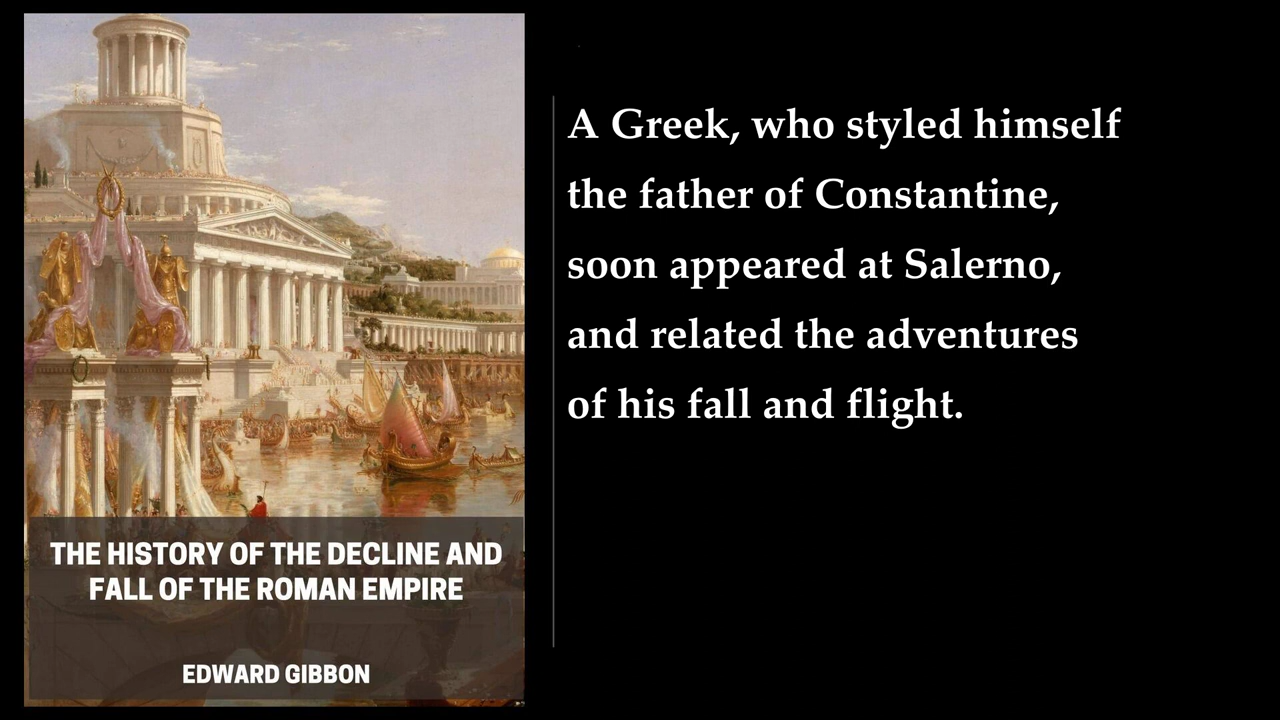 A Greek, who styled himself
the father of Constantine,
soon appeared at Salerno,
and related the adventures
of his fall and flight.
THE HISTORY OF THE DECLINE AND
FALL OF THE ROMAN EMPIRE
EDWARD GIBBON